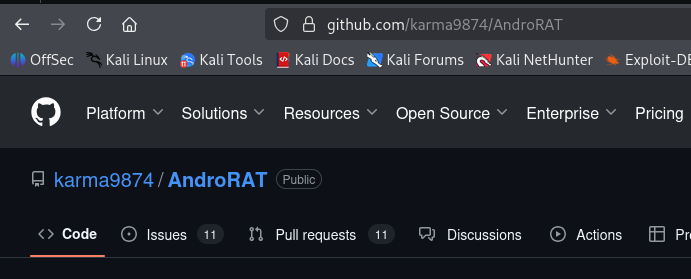 github.com/karma9874/AndroRAT
OffSec Kali Linux Kali Tools Kali Docs Kali Forums Kali NetHunter Exploit-DB
Platform Solutions Resources Open Source Enterprise Pricing
karma9874/AndroRAT Public
Code Issues 11 Pull requests 11 Discussions Actions